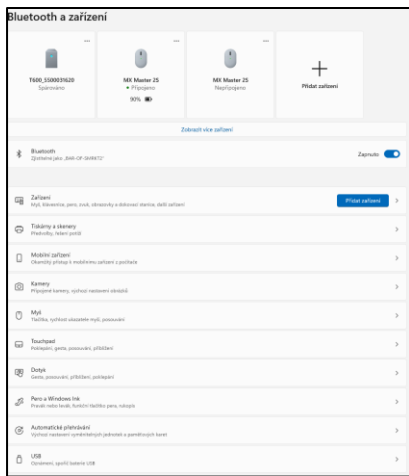 Bluetooth a zařízení
T600_5500031620
Spárováno
MX Master 2S
• Připojeno
90%
MX Master 2S
Nepřipojeno
Přidat zařízení
Zobrazit více zařízení
Bluetooth
Zjistitelné jako
Zapnuto
Zařízení
Myš, klávesnice, pero, zvuk, obrazovky a dokovací stanice, další zařízení
Přidat zařízení
Tiskárny a skenery
Předvolby, řešení potíží
Mobilní zařízení
Okamžitý přístup k mobilnímu zařízení z počítače
Kamery
Připojené kamery, výchozí nastavení obrázků
Myš
Tlačítka, rychlost ukazatele myši, posouvání
Touchpad
Poklepání, gesta, posouvání, přiblížení
Dotyk
Gesta, posouvání, přiblížení, poklepání
Pero a Windows Ink
Pravák nebo levák, funkční tlačítko pera, rukopis
Automatické přehrávání
Výchozí nastavení vyměnitelných jednotek a paměťových karet
USB
Oznámení, spořič baterie USB